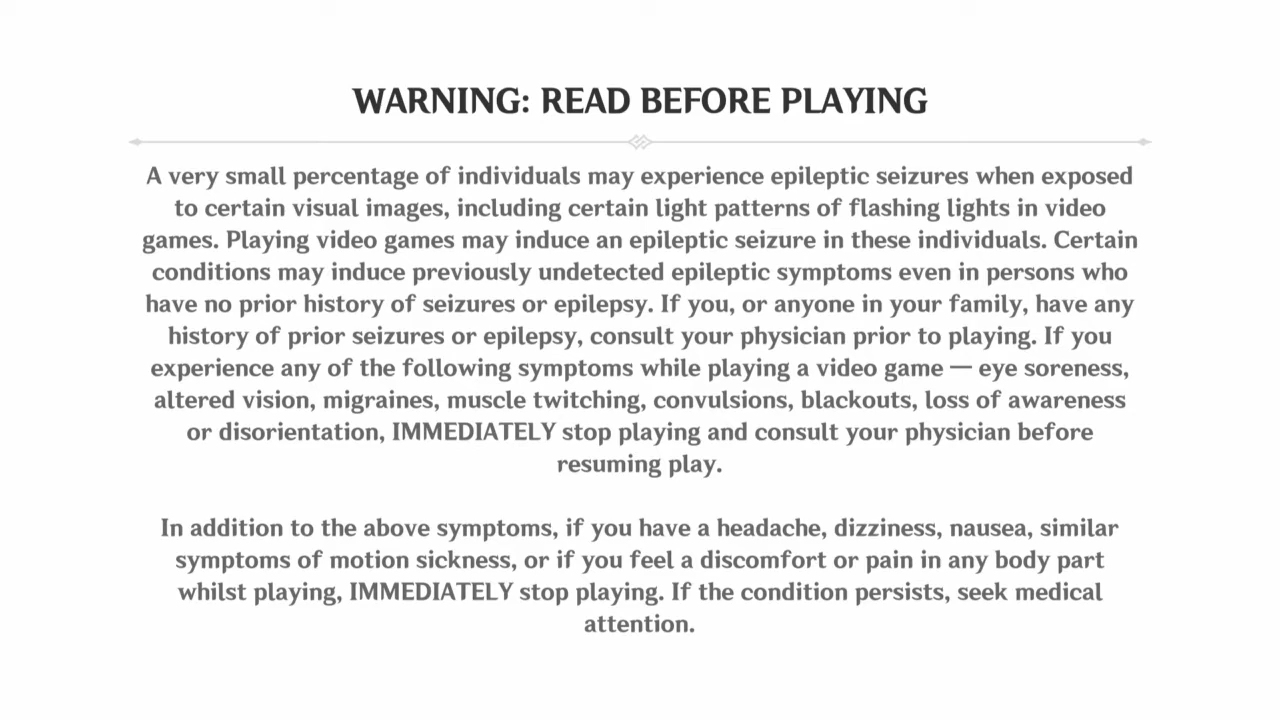 WARNING: READ BEFORE PLAYING
A very small percentage of individuals may experience epileptic seizures when exposed
to certain visual images, including certain light patterns of flashing lights in video
games. Playing video games may induce an epileptic seizure in these individuals. Certain
conditions may induce previously undetected epileptic symptoms even in persons who
have no prior history of seizures or epilepsy. If you, or anyone in your family, have any
history of prior seizures or epilepsy, consult your physician prior to playing. If you
experience any of the following symptoms while playing a video game — eye soreness,
altered vision, migraines, muscle twitching, convulsions, blackouts, loss of awareness
or disorientation, IMMEDIATELY stop playing and consult your physician before
resuming play.
In addition to the above symptoms, if you have a headache, dizziness, nausea, similar
symptoms of motion sickness, or if you feel a discomfort or pain in any body part
whilst playing, IMMEDIATELY stop playing. If the condition persists, seek medical
attention.